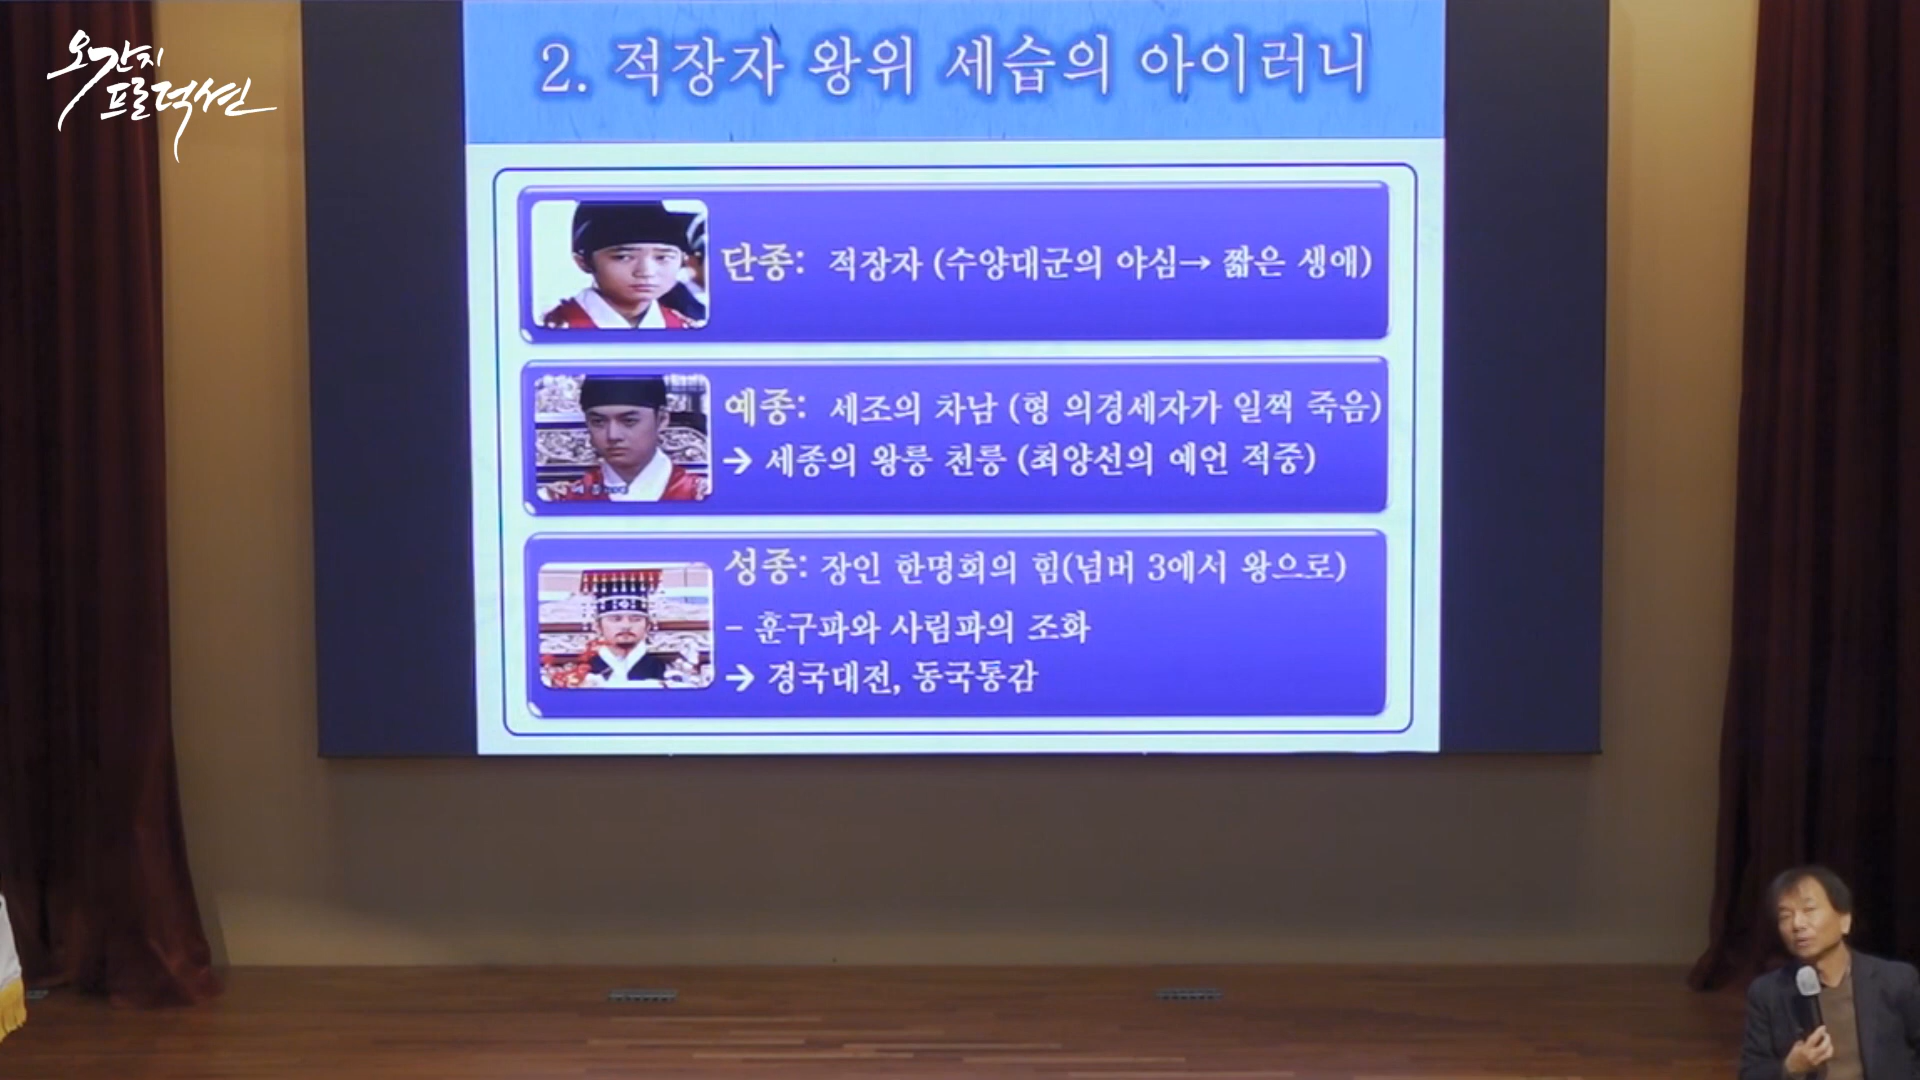 오간지
프로덕션
2. 적장자 왕위 세습의 아이러니
단종: 적장자 (수양대군의 야심→ 짧은 생애)
예종: 세조의 차남 (형 의경세자가 일찍 죽음)
→ 세종의 왕릉 천릉 (최양선의 예언 적중)
성종: 장인 한명회의 힘(넘버 3에서 왕으로)
- 훈구파와 사림파의 조화
→ 경국대전, 동국통감